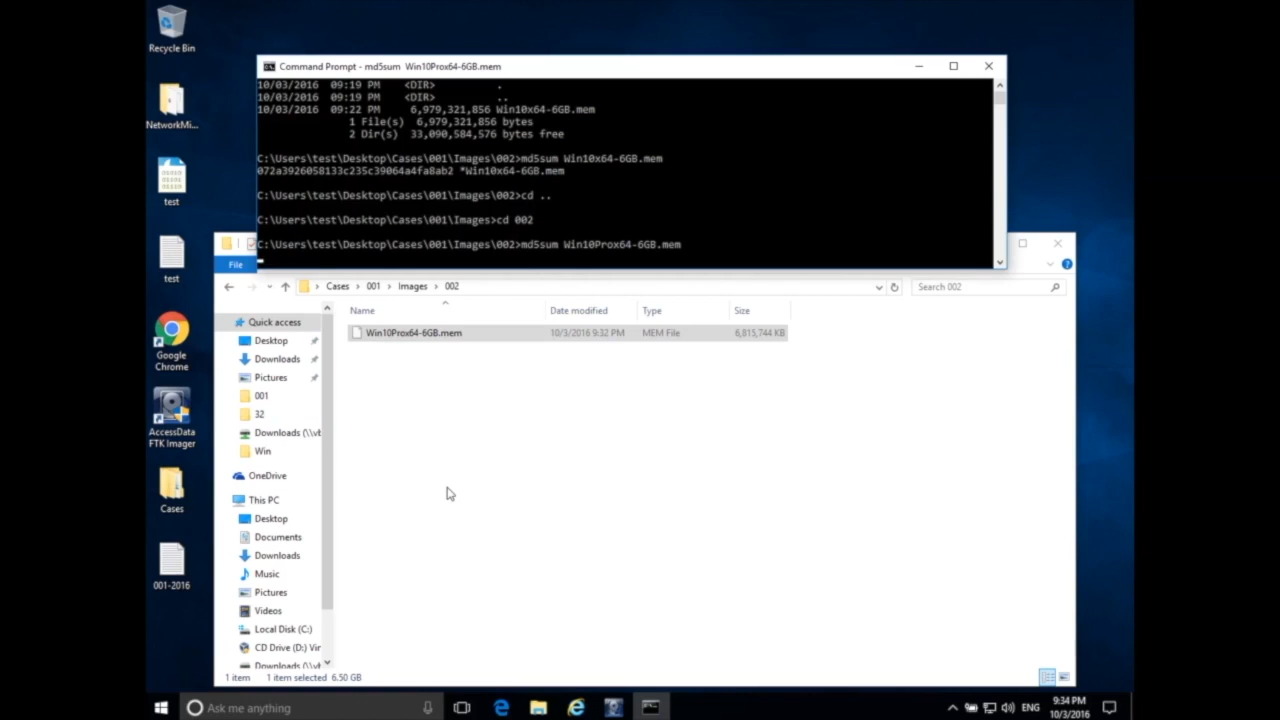 Recycle Bin
NetworkMi...
test
test
Google
Chrome
AccessData
FTK Imager
Cases
001-2016
Command Prompt - md5sum Win10Prox64-6GB.mem
10/03/2016 09:19 PM <DIR> .
10/03/2016 09:19 PM <DIR> ..
10/03/2016 09:22 PM 6,979,321,856 Win10x64-6GB.mem
1 File(s) 6,979,321,856 bytes
2 Dir(s) 33,090,584,576 bytes free
C:\Users\test\Desktop\Cases\001\Images\002>md5sum Win10x64-6GB.mem
072a3926058133c235c39064a4fa8ab2 *Win10x64-6GB.mem
C:\Users\test\Desktop\Cases\001\Images\002>cd ..
C:\Users\test\Desktop\Cases\001\Images>cd 002
C:\Users\test\Desktop\Cases\001\Images\002>md5sum Win10Prox64-6GB.mem
File
Cases > 001 > Images > 002
Search 002
Name Date modified Type Size
Win10Prox64-6GB.mem 10/3/2016 9:32 PM MEM File 6,815,744 KB
Quick access
Desktop
Downloads
Pictures
001
32
Downloads (\\vb
Win
OneDrive
This PC
Desktop
Documents
Downloads
Music
Pictures
Videos
Local Disk (C:)
CD Drive (D:) Vir
Downloads (\\vb
1 item 1 item selected 6.50 GB
Ask me anything
ENG
9:34 PM
10/3/2016